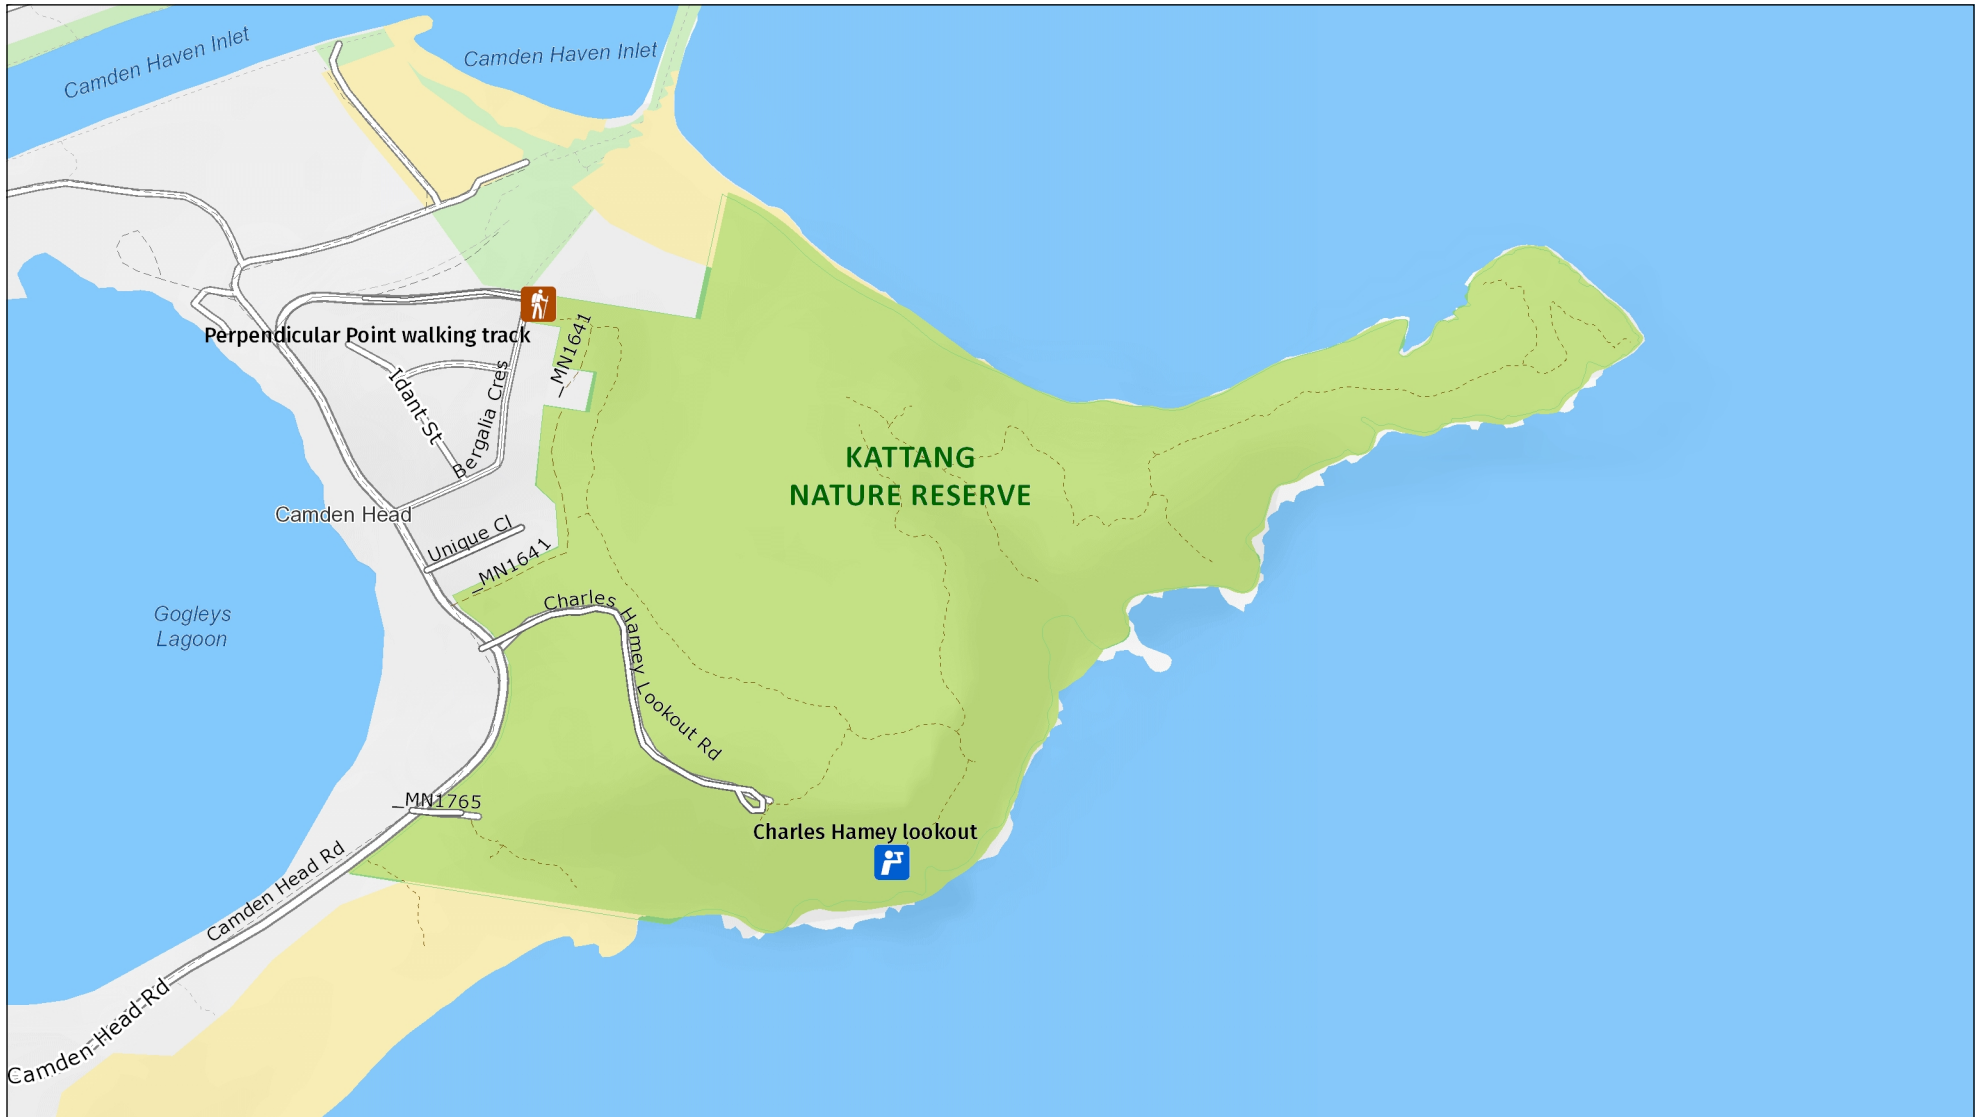 Camden Haven Inlet
Camden Haven Inlet
Perpendicular Point walking track
_MN1641
Idant St
Bergalia Cres
KATTANG
NATURE RESERVE
Camden Head
Unique Cl
_MN1641
Charles Hamey Lookout Rd
Gogleys
Lagoon
_MN1765
Charles Hamey lookout
Camden Head Rd
Camden Head Rd